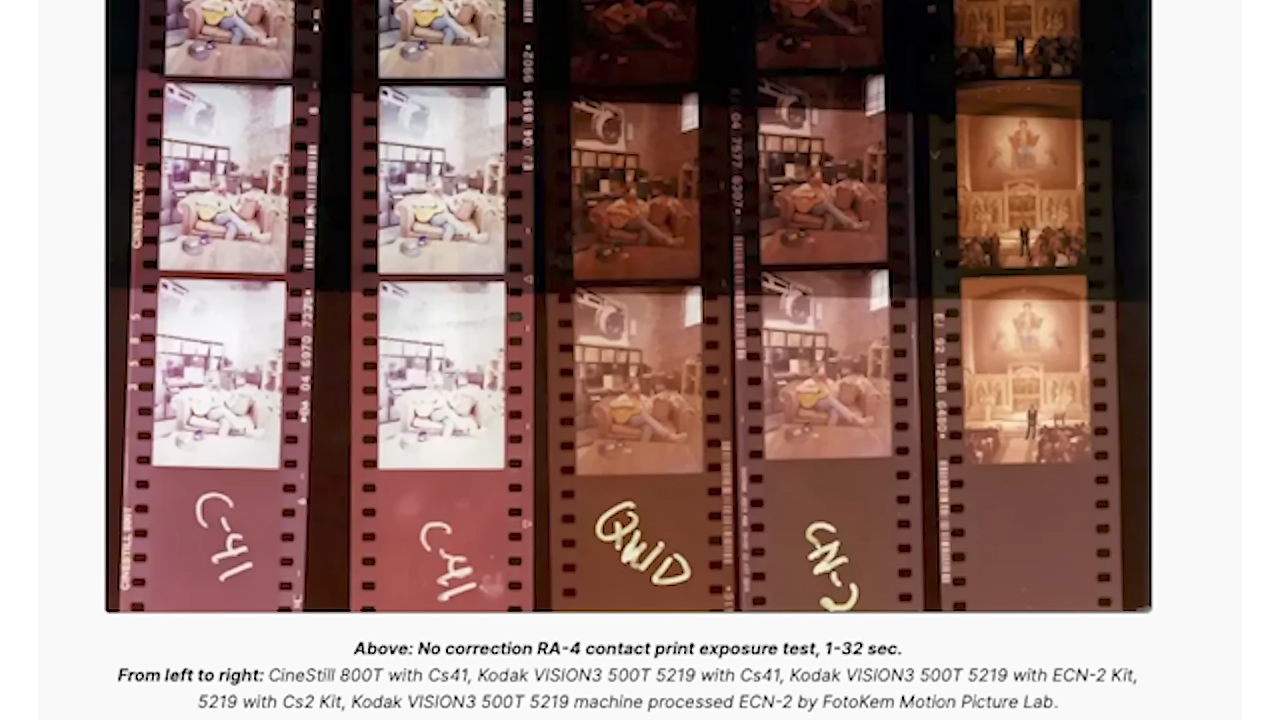 C-41
C-41
QWD
CN-2
Above: No correction RA-4 contact print exposure test, 1-32 sec.
From left to right: CineStill 800T with Cs41, Kodak VISION3 500T 5219 with Cs41, Kodak VISION3 500T 5219 with ECN-2 Kit,
5219 with Cs2 Kit, Kodak VISION3 500T 5219 machine processed ECN-2 by FotoKem Motion Picture Lab.